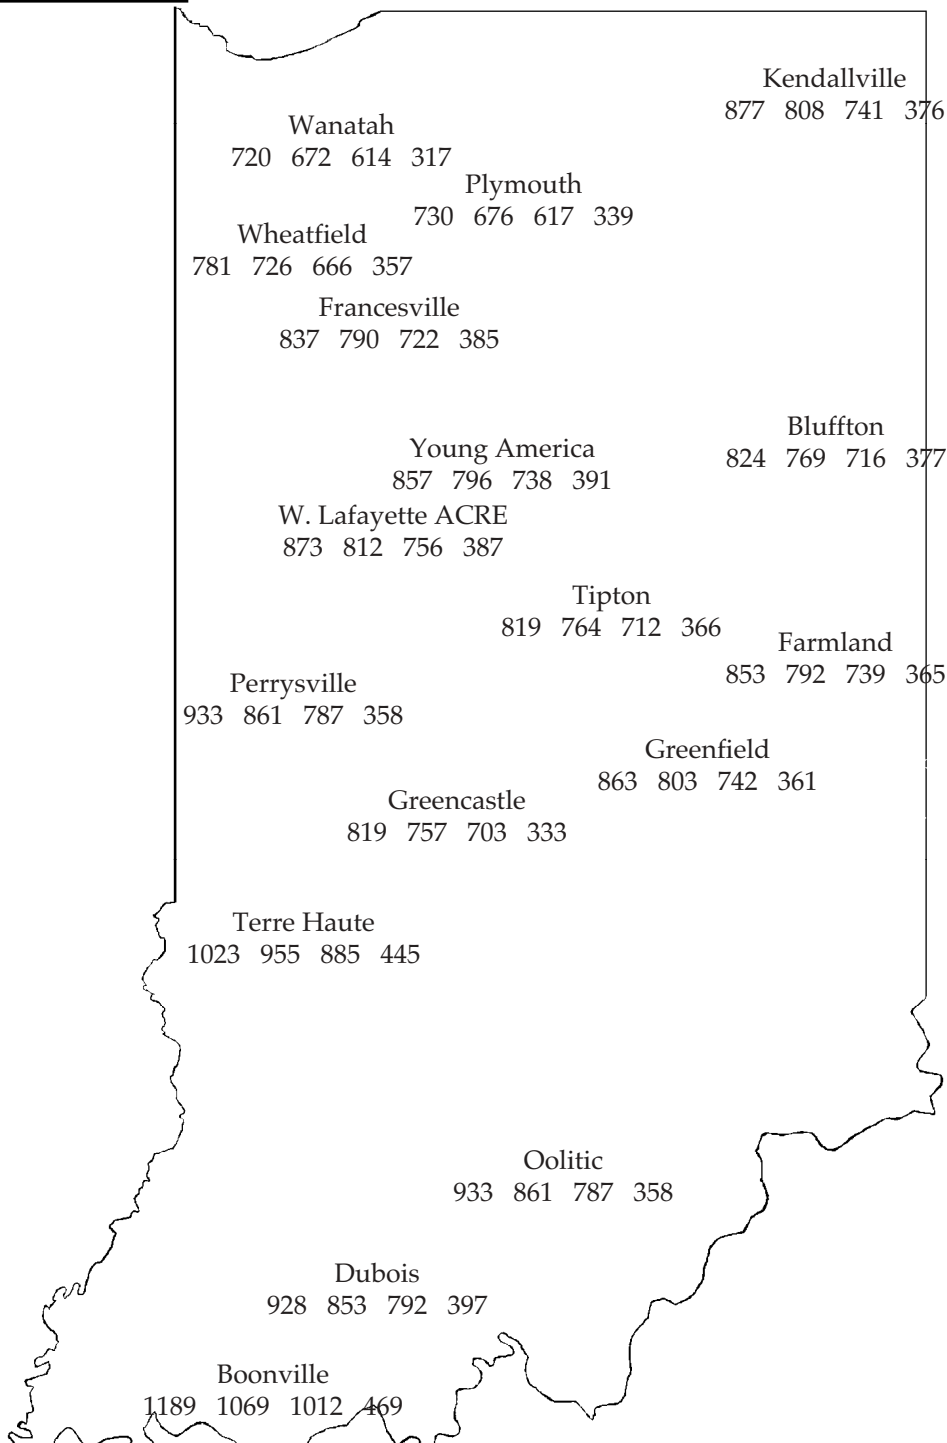 Kendallville
877 808 741 376
Wanatah
720 672 614 317
Plymouth
730 676 617 339
Wheatfield
781 726 666 357
Francesville
837 790 722 385
Bluffton
824 769 716 377
Young America
857 796 738 391
W. Lafayette ACRE
873 812 756 387
Tipton
819 764 712 366
Farmland
853 792 739 365
Perrysville
933 861 787 358
Greenfield
863 803 742 361
Greencastle
819 757 703 333
Terre Haute
1023 955 885 445
Oolitic
933 861 787 358
Dubois
928 853 792 397
Boonville
1189 1069 1012 469